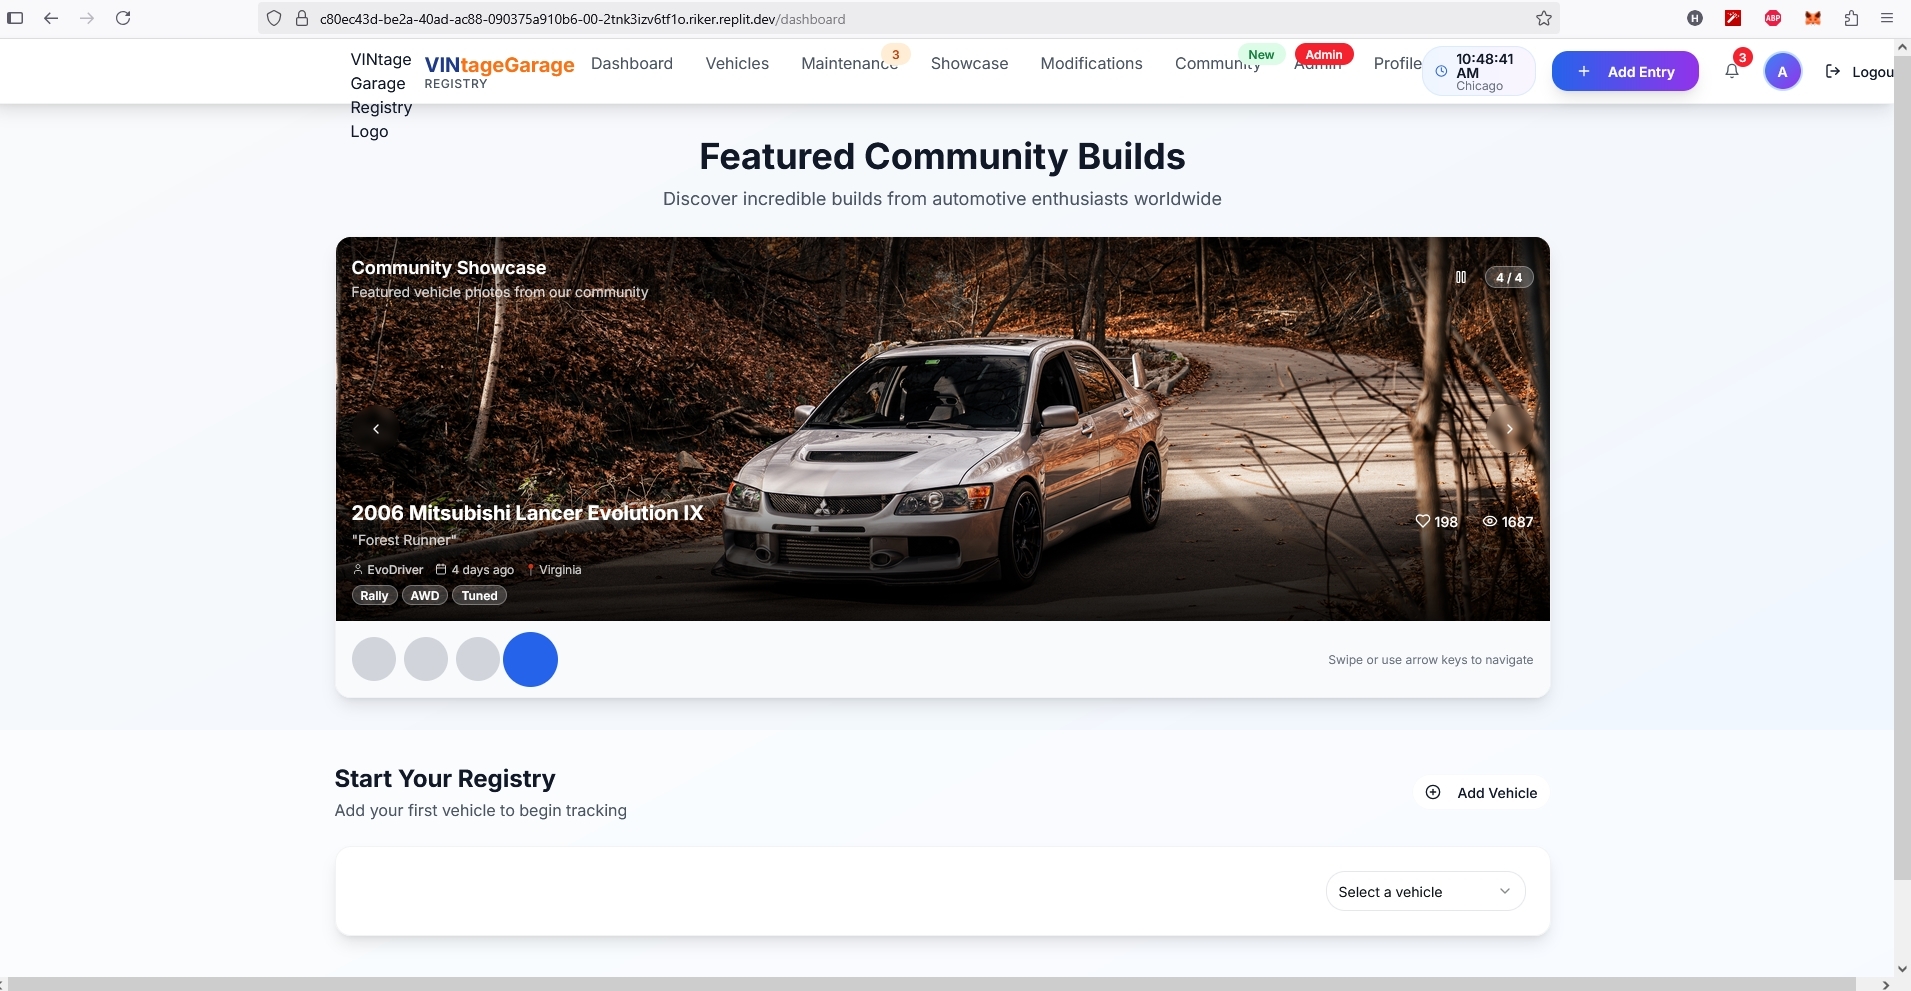 c80ec43d-be2a-40ad-ac88-090375a910b6-00-2tnk3izv6tf1o.riker.replit.dev/dashboard
H
ABP
VINtage
Garage
Registry
Logo
VINtageGarage
REGISTRY
Dashboard
Vehicles
Maintenance
3
Showcase
Modifications
Community
New
Admin
Admin
Profile
10:48:41
AM
Chicago
Add Entry
3
A
Logou
Featured Community Builds
Discover incredible builds from automotive enthusiasts worldwide
Community Showcase
Featured vehicle photos from our community
4 / 4
2006 Mitsubishi Lancer Evolution IX
"Forest Runner"
198
1687
EvoDriver 4 days ago Virginia
Rally AWD Tuned
Swipe or use arrow keys to navigate
Start Your Registry
Add your first vehicle to begin tracking
Add Vehicle
Select a vehicle